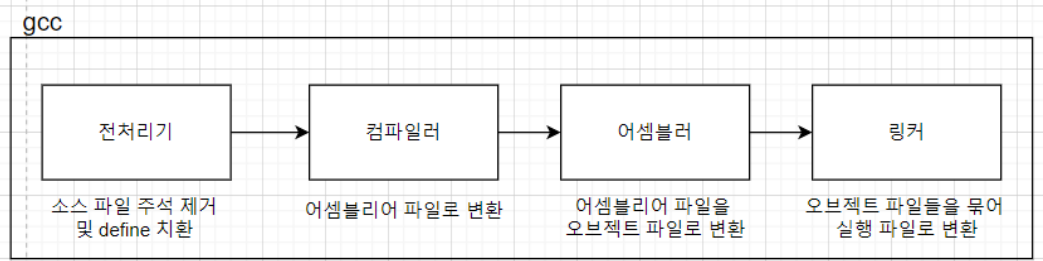 gcc
전처리기
컴파일러
어셈블러
링커
소스 파일 주석 제거
및 define 치환
어셈블리어 파일로 변환
어셈블리어 파일을
오브젝트 파일로 변환
오브젝트 파일들을 묶어
실행 파일로 변환